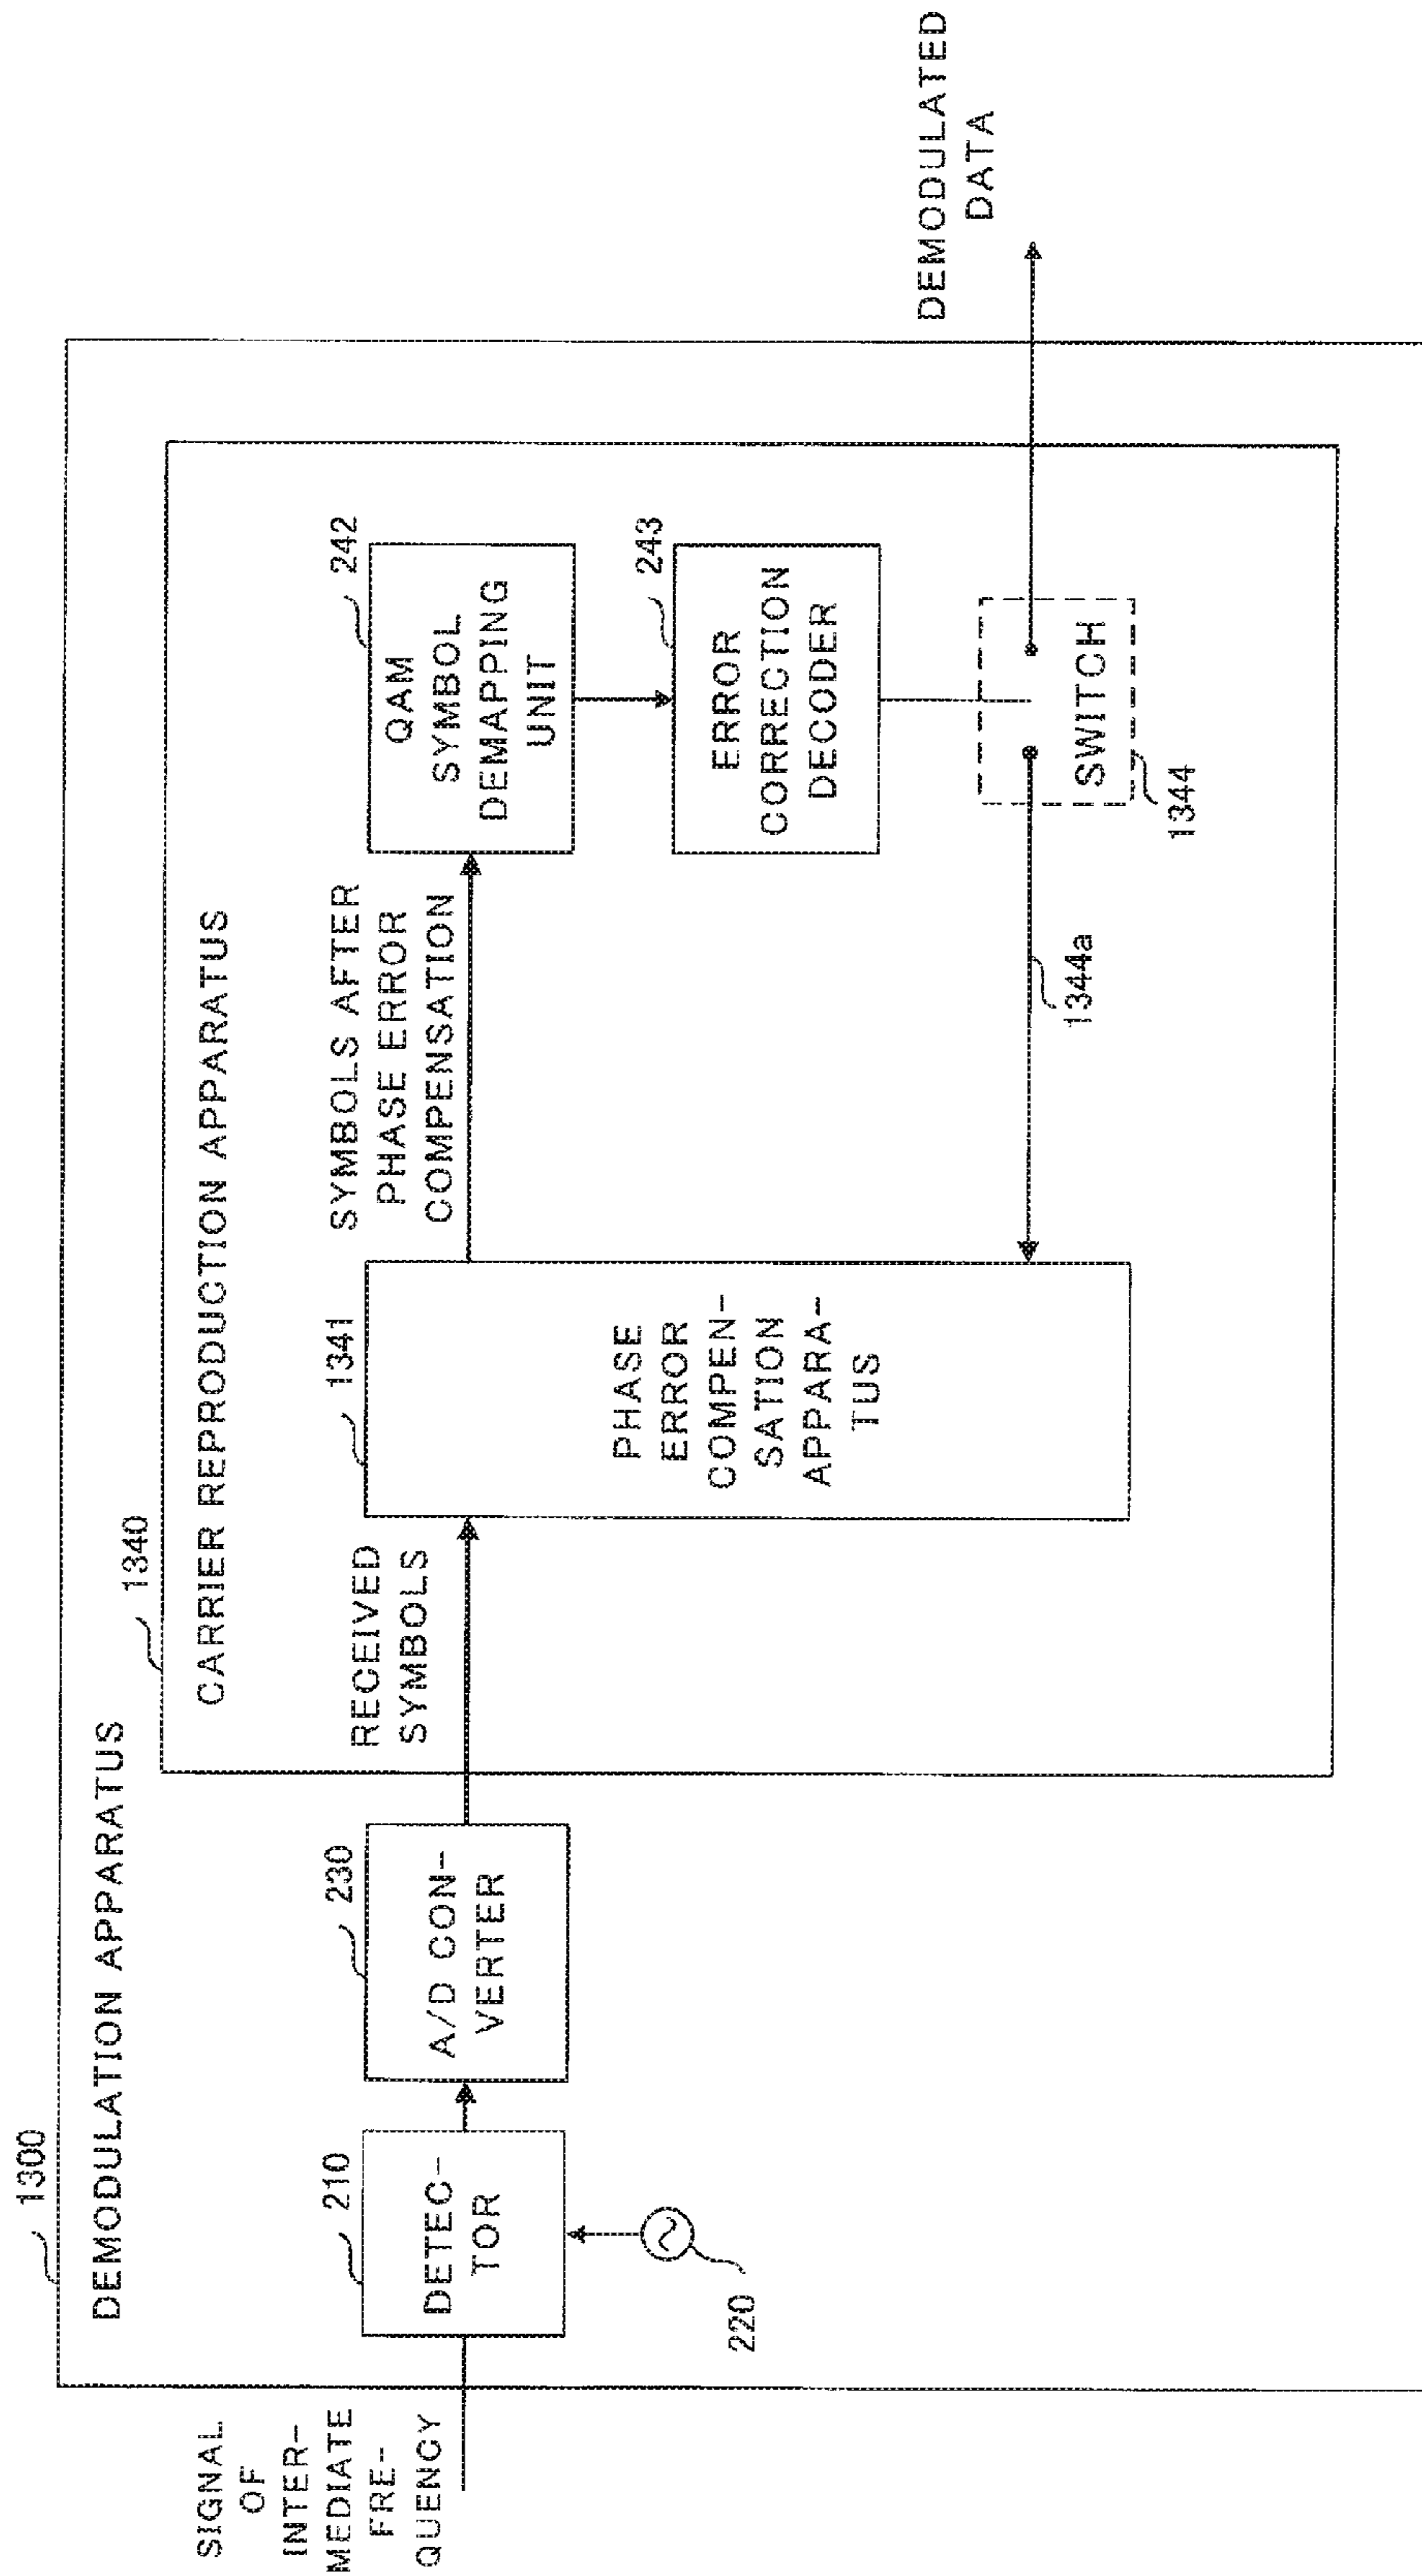 1300
DEMODULATION APPARATUS
1340
CARRIER REPRODUCTION APPARATUS
SIGNAL
OF
INTER-
MEDIATE
FRE-
QUENCY
210
DETEC-
TOR
220
230
A/D CON-
VERTER
RECEIVED
SYMBOLS
1341
PHASE
ERROR
COMPEN-
SATION
APPARA-
TUS
SYMBOLS AFTER
PHASE ERROR
COMPENSATION
242
QAM
SYMBOL
DEMAPPING
UNIT
243
ERROR
CORRECTION
DECODER
SWITCH
1344
1344a
DEMODULATED
DATA